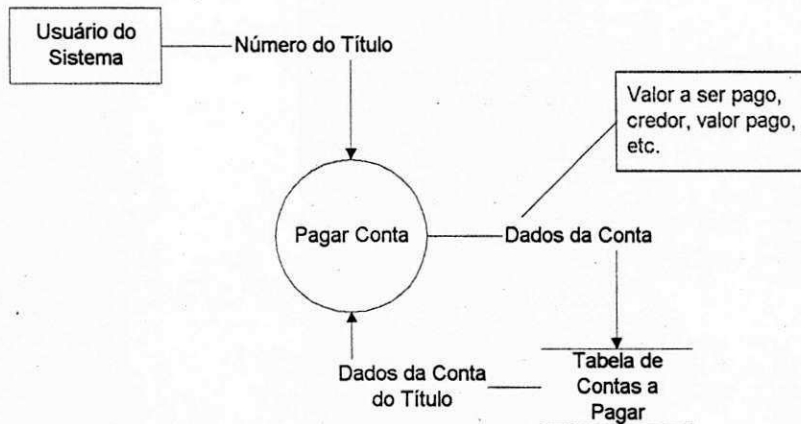 Usuário do
Sistema
Número do Título
Valor a ser pago,
credor, valor pago,
etc.
Pagar Conta
Dados da Conta
Dados da Conta
do Título
Tabela de
Contas a
Pagar